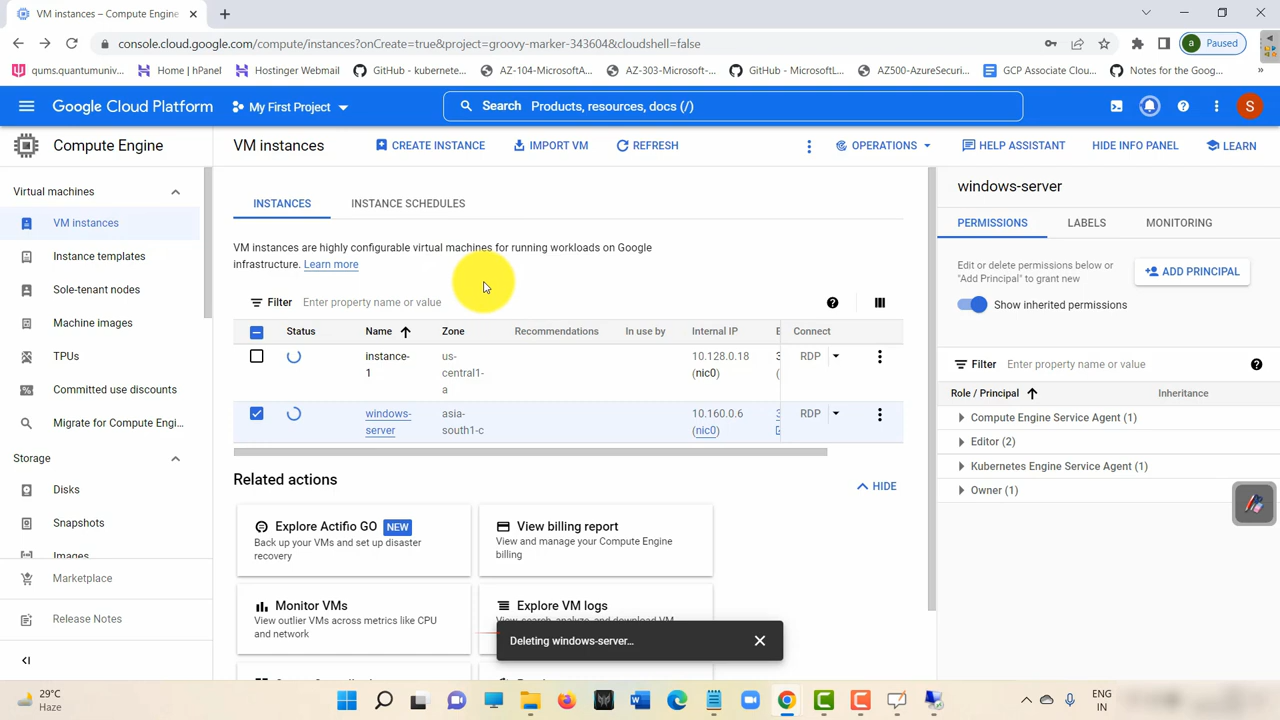 VM instances – Compute Engine
console.cloud.google.com/compute/instances?onCreate=true&project=groovy-marker-343604&cloudshell=false
a Paused
qums.quantumuniv... Home | hPanel Hostinger Webmail GitHub - kubernete... AZ-104-MicrosoftA... AZ-303-Microsoft-... GitHub - MicrosoftL... AZ500-AzureSecuri... GCP Associate Clou... Notes for the Goog... »
Google Cloud Platform My First Project Search Products, resources, docs (/) S
Compute Engine VM instances CREATE INSTANCE IMPORT VM REFRESH OPERATIONS HELP ASSISTANT HIDE INFO PANEL LEARN
Virtual machines
VM instances
Instance templates
Sole-tenant nodes
Machine images
TPUs
Committed use discounts
Migrate for Compute Engi...
Storage
Disks
Snapshots
Images
Marketplace
Release Notes
INSTANCES INSTANCE SCHEDULES
VM instances are highly configurable virtual machines for running workloads on Google
infrastructure. Learn more
Filter Enter property name or value
Status Name Zone Recommendations In use by Internal IP E Connect
instance- us- 10.128.0.18 3 RDP
1 central1- (nic0) (
a
windows- asia- 10.160.0.6 3 RDP
server south1-c (nic0)
Related actions
HIDE
Explore Actifio GO NEW
Back up your VMs and set up disaster
recovery
View billing report
View and manage your Compute Engine
billing
Monitor VMs
View outlier VMs across metrics like CPU
and network
Explore VM logs
View, search, analyze, and download VM
Deleting windows-server...
windows-server
PERMISSIONS LABELS MONITORING
Edit or delete permissions below or
"Add Principal" to grant new
ADD PRINCIPAL
Show inherited permissions
Filter Enter property name or value
Role / Principal Inheritance
Compute Engine Service Agent (1)
Editor (2)
Kubernetes Engine Service Agent (1)
Owner (1)
29°C
Haze
ENG
IN